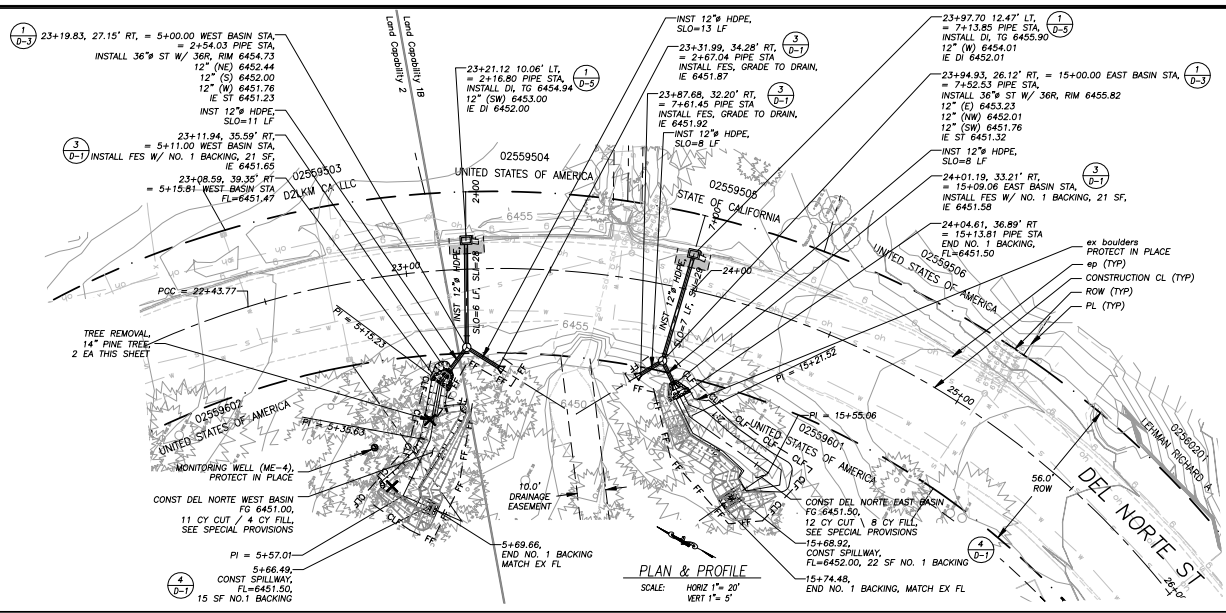 1
D-3
23+19.83, 27.15' RT, = 5+00.00 WEST BASIN STA,
= 2+54.03 PIPE STA,
INSTALL 36"ø ST W/ 36R, RIM 6454.73
12" (NE) 6452.44
12" (S) 6452.00
12" (W) 6451.76
IE ST 6451.23
INST 12"ø HDPE,
SLO=11 LF
23+11.94, 35.59' RT,
= 5+11.00 WEST BASIN STA,
3
D-1
INSTALL FES W/ NO. 1 BACKING, 21 SF,
IE 6451.65
23+08.59, 39.35' RT
= 5+15.81 WEST BASIN STA
FL=6451.47
Land Capability 2
Land Capability 1B
23+21.12 10.06' LT,
= 2+16.80 PIPE STA,
INSTALL DI, TG 6454.94
12" (SW) 6453.00
IE DI 6452.00
1
D-5
INST 12"ø HDPE,
SLO=13 LF
23+31.99, 34.28' RT,
= 2+67.04 PIPE STA
INSTALL FES, GRADE TO DRAIN,
IE 6451.87
3
D-1
23+87.68, 32.20' RT,
= 7+61.45 PIPE STA
INSTALL FES, GRADE TO DRAIN,
IE 6451.92
3
D-1
INST 12"ø HDPE,
SLO=8 LF
23+97.70 12.47' LT,
= 7+13.85 PIPE STA,
INSTALL DI, TG 6455.90
12" (W) 6454.01
IE DI 6452.01
1
D-5
23+94.93, 26.12' RT, = 15+00.00 EAST BASIN STA,
= 7+52.53 PIPE STA,
INSTALL 36"ø ST W/ 36R, RIM 6455.82
12" (E) 6453.23
12" (NW) 6452.01
12" (SW) 6451.76
IE ST 6451.32
1
D-3
INST 12"ø HDPE,
SLO=8 LF
24+01.19, 33.21' RT,
= 15+09.06 EAST BASIN STA,
INSTALL FES W/ NO. 1 BACKING, 21 SF,
IE 6451.58
3
D-1
24+04.61, 36.89' RT
= 15+13.81 PIPE STA
END NO. 1 BACKING,
FL=6451.50
ex boulders
PROTECT IN PLACE
ep (TYP)
CONSTRUCTION CL (TYP)
ROW (TYP)
PL (TYP)
02559503
D2LKM CA LLC
02559504
UNITED STATES OF AMERICA
02559505
STATE OF CALIFORNIA
02559506
UNITED STATES OF AMERICA
2+00
7+00
6455
23+00
24+00
25+00
26+00
PCC = 22+43.77
INST 12"ø HDPE,
SLO=6 LF, SLI=28
INST 12"ø HDPE
SLO=7 LF, SLI=29
6455
6450
TREE REMOVAL,
14" PINE TREE,
2 EA THIS SHEET
PI = 5+15.23
PI = 5+35.63
PI = 15+21.52
PI = 15+55.06
02559602
UNITED STATES OF AMERICA
02559601
UNITED STATES OF AMERICA
MONITORING WELL (ME-4),
PROTECT IN PLACE
CONST DEL NORTE WEST BASIN
FG 6451.00,
11 CY CUT / 4 CY FILL,
SEE SPECIAL PROVISIONS
PI = 5+57.01
5+66.49,
CONST SPILLWAY,
FL=6451.50,
15 SF NO.1 BACKING
4
D-1
10.0'
DRAINAGE
EASEMENT
5+69.66,
END NO. 1 BACKING
MATCH EX FL
CONST DEL NORTE EAST BASIN
FG 6451.50,
12 CY CUT \ 8 CY FILL,
SEE SPECIAL PROVISIONS
15+68.92,
CONST SPILLWAY,
FL=6452.00, 22 SF NO. 1 BACKING
4
D-1
15+74.48,
END NO. 1 BACKING, MATCH EX FL
56.0'
ROW
DEL NORTE ST
LEHMAN RICHARD A
02560201
PLAN & PROFILE
SCALE: HORIZ 1"= 20'
VERT 1"= 5'